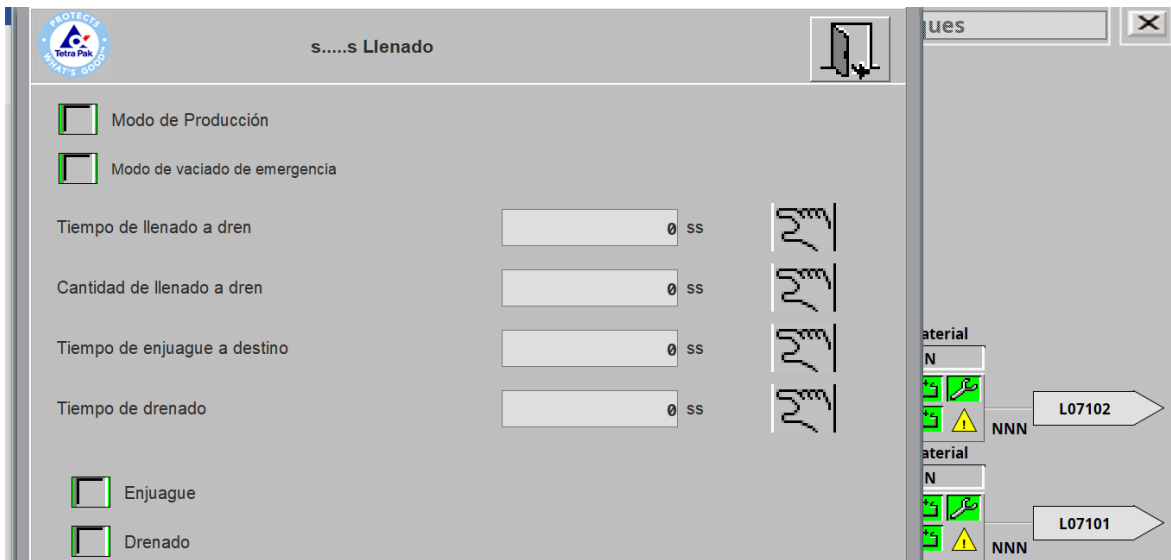 PROTECTS
Tetra Pak
WHAT'S GOOD
s.....s Llenado
Modo de Producción
Modo de vaciado de emergencia
Tiempo de llenado a dren 0 ss
Cantidad de llenado a dren 0 ss
Tiempo de enjuague a destino 0 ss
Tiempo de drenado 0 ss
Enjuague
Drenado
ques
aterial
N
L07102
NNN
aterial
N
L07101
NNN